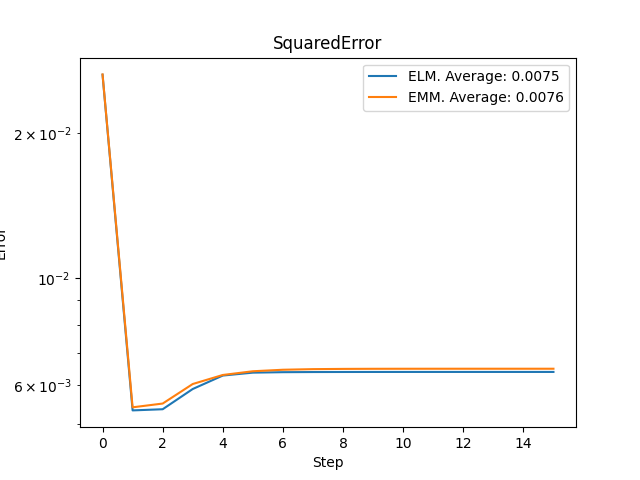 SquaredError
ELM. Average: 0.0075
EMM. Average: 0.0076
2 × 10⁻²
10⁻²
6 × 10⁻³
Error
0 2 4 6 8 10 12 14
Step